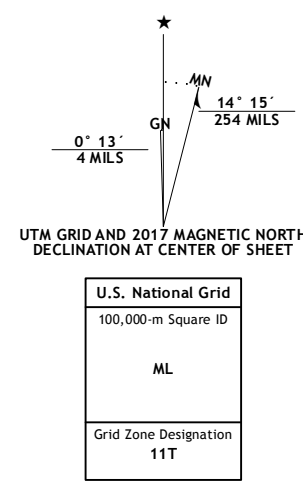 ★
MN
GN
14° 15´
254 MILS
0° 13´
4 MILS
UTM GRID AND 2017 MAGNETIC NORTH
DECLINATION AT CENTER OF SHEET
U.S. National Grid
100,000-m Square ID
ML
Grid Zone Designation
11T